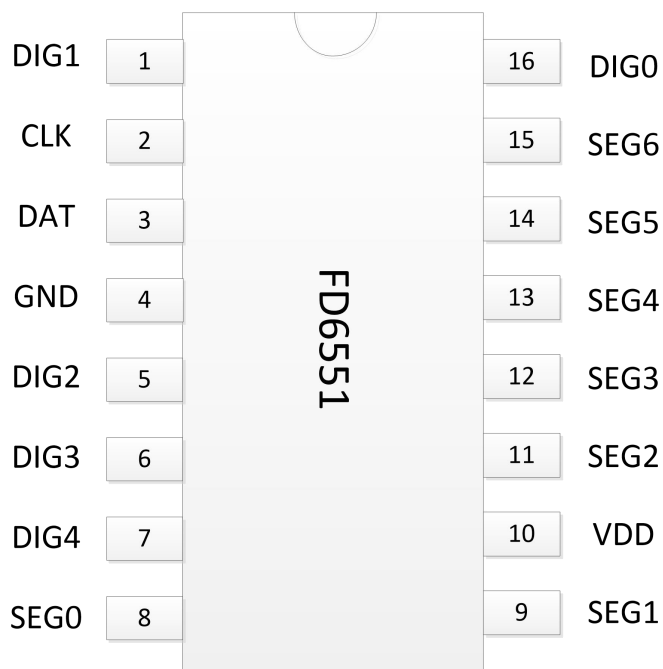 DIG1 1 16 DIG0
CLK 2 15 SEG6
DAT 3 14 SEG5
GND 4 13 SEG4
FD6551
DIG2 5 12 SEG3
DIG3 6 11 SEG2
DIG4 7 10 VDD
SEG0 8 9 SEG1